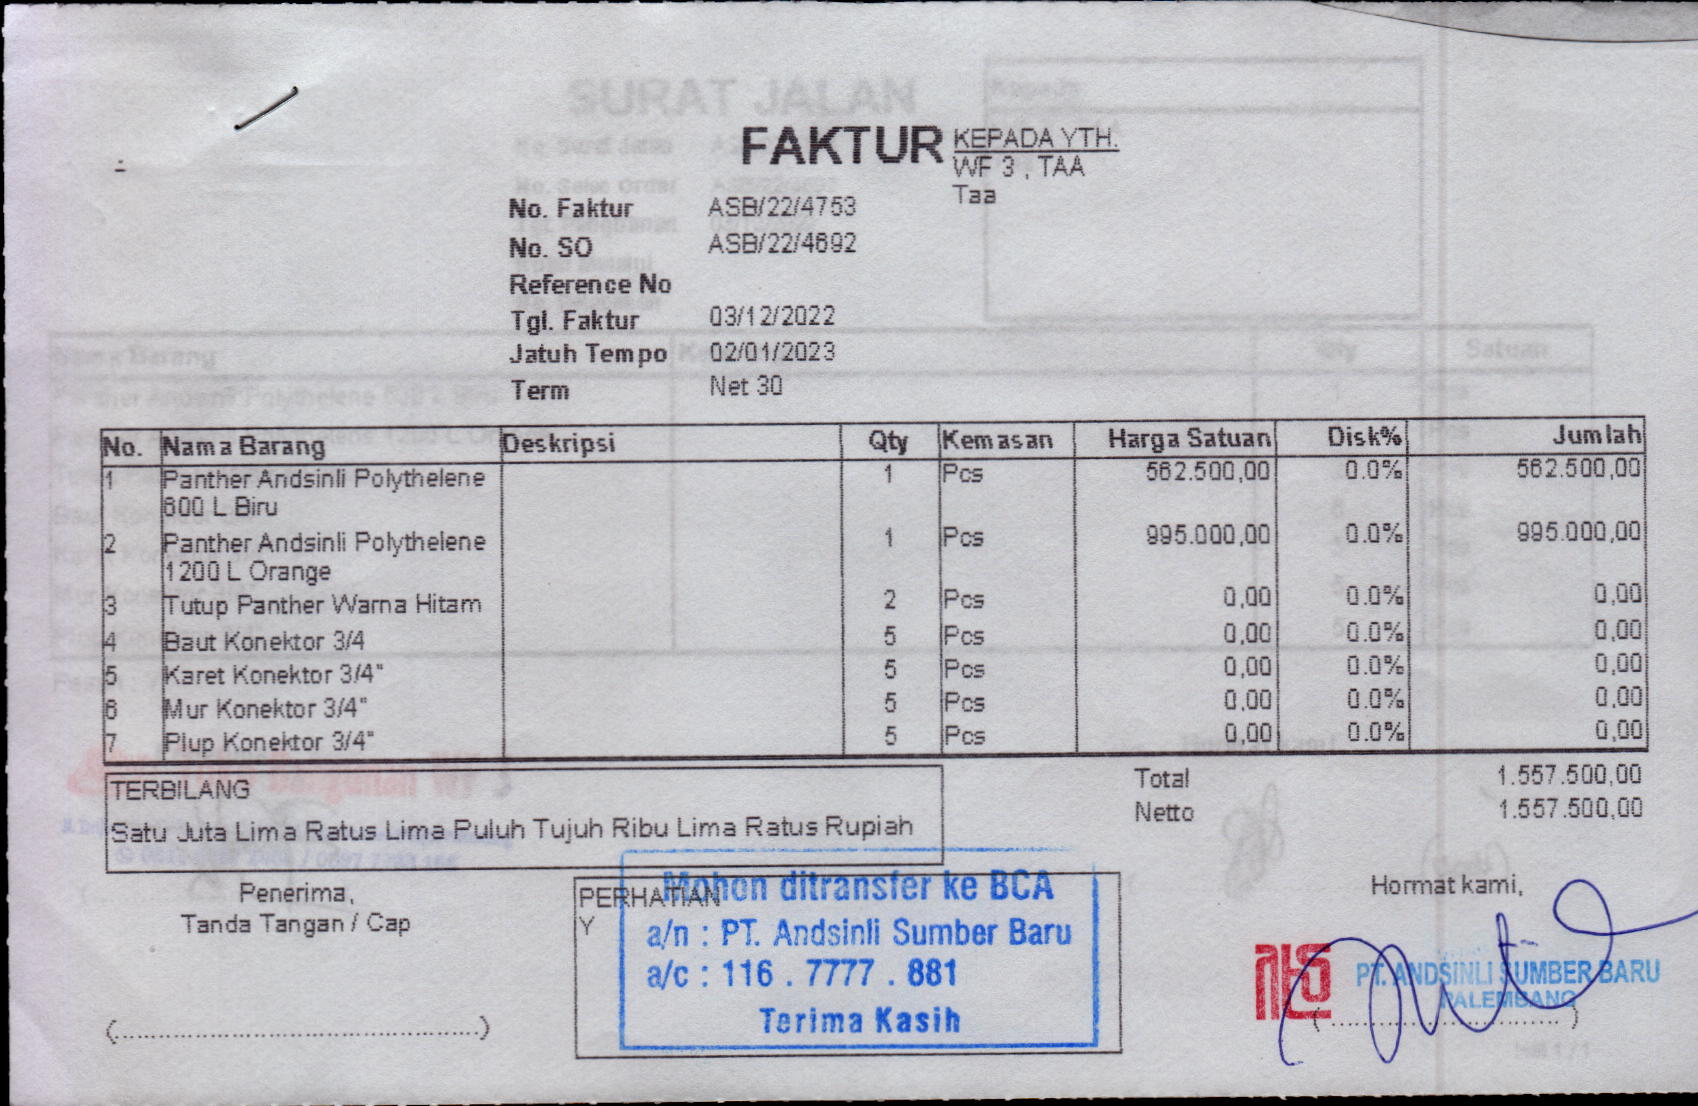 FAKTUR
KEPADA YTH.
WF 3 , TAA
Taa
No. Faktur ASB/22/4753
No. SO ASB/22/4692
Reference No
Tgl. Faktur 03/12/2022
Jatuh Tempo 02/01/2023
Term Net 30
No. Nama Barang Deskripsi Qty Kemasan Harga Satuan Disk% Jumlah
1 Panther Andsinli Polythelene 1 Pcs 562.500,00 0.0% 562.500,00
600 L Biru
2 Panther Andsinli Polythelene 1 Pcs 995.000,00 0.0% 995.000,00
1200 L Orange
3 Tutup Panther Warna Hitam 2 Pcs 0,00 0.0% 0,00
4 Baut Konektor 3/4 5 Pcs 0,00 0.0% 0,00
5 Karet Konektor 3/4" 5 Pcs 0,00 0.0% 0,00
6 Mur Konektor 3/4" 5 Pcs 0,00 0.0% 0,00
7 Plup Konektor 3/4" 5 Pcs 0,00 0.0% 0,00
TERBILANG
Satu Juta Lima Ratus Lima Puluh Tujuh Ribu Lima Ratus Rupiah
Total 1.557.500,00
Netto 1.557.500,00
Penerima,
Tanda Tangan / Cap
PERHATIAN
Y
Mohon ditransfer ke BCA
a/n : PT. Andsinli Sumber Baru
a/c : 116 . 7777 . 881
Terima Kasih
Hormat kami,
PT. ANDSINLI SUMBER BARU
PALEMBANG
SURAT JALAN